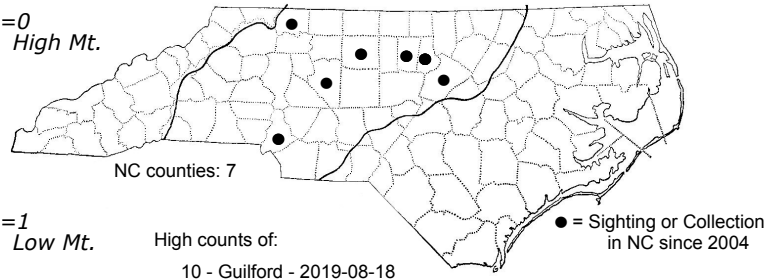 =0
High Mt.
NC counties: 7
=1
Low Mt.
High counts of:
10 - Guilford - 2019-08-18
● = Sighting or Collection
in NC since 2004